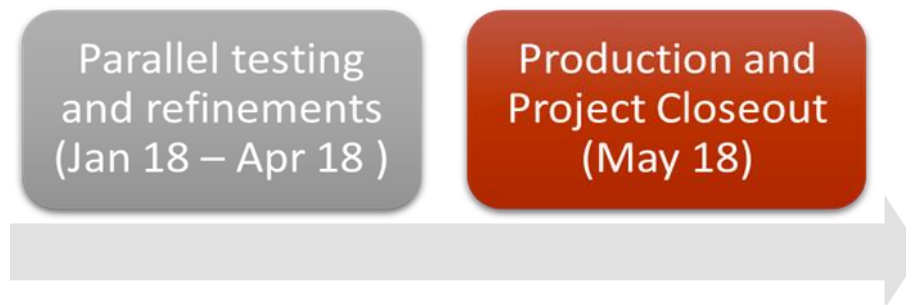 Parallel testing
and refinements
(Jan 18 – Apr 18 )
Production and
Project Closeout
(May 18)